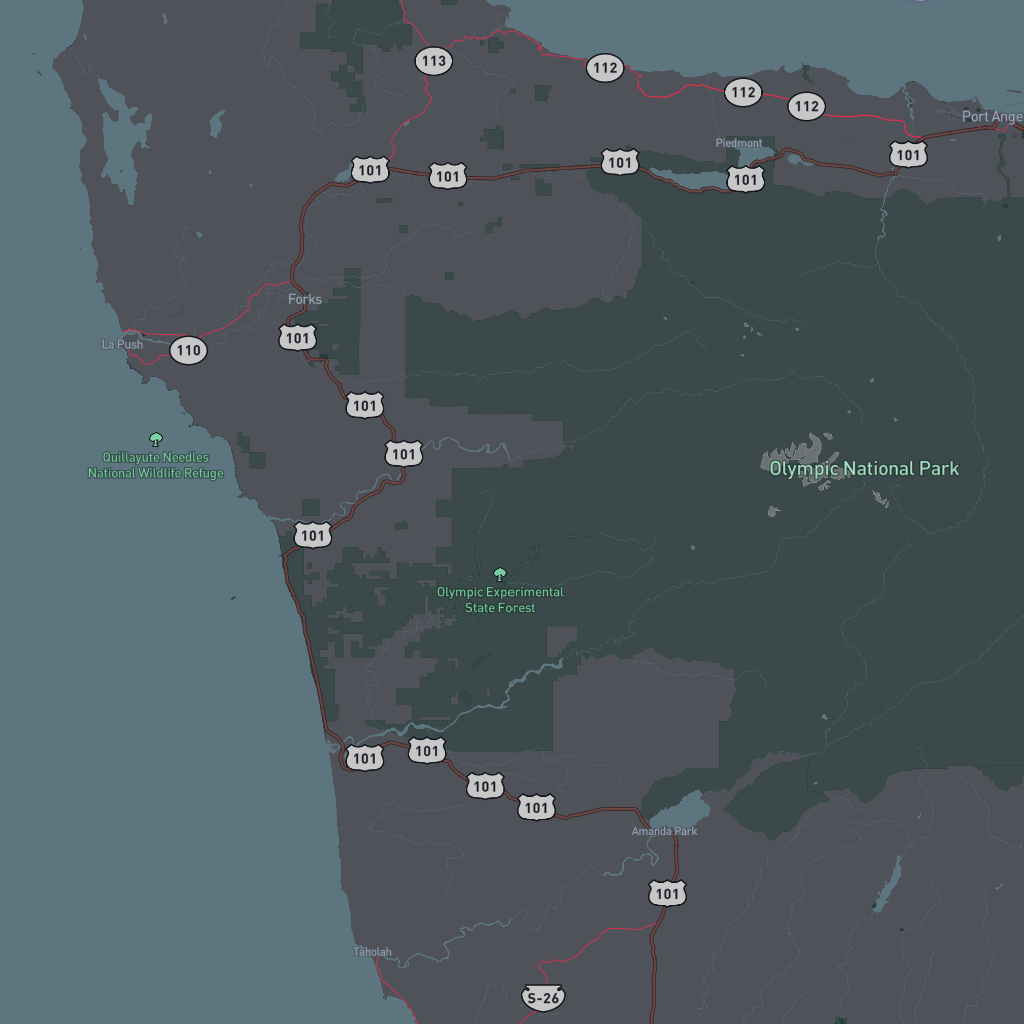 113
112
112
112
Port Ange
Piedmont
101
101
101
101
101
Forks
101
La Push
110
101
Quillayute Needles
National Wildlife Refuge
101
Olympic National Park
101
Olympic Experimental
State Forest
101
101
101
101
Amanda Park
101
Taholah
S-26